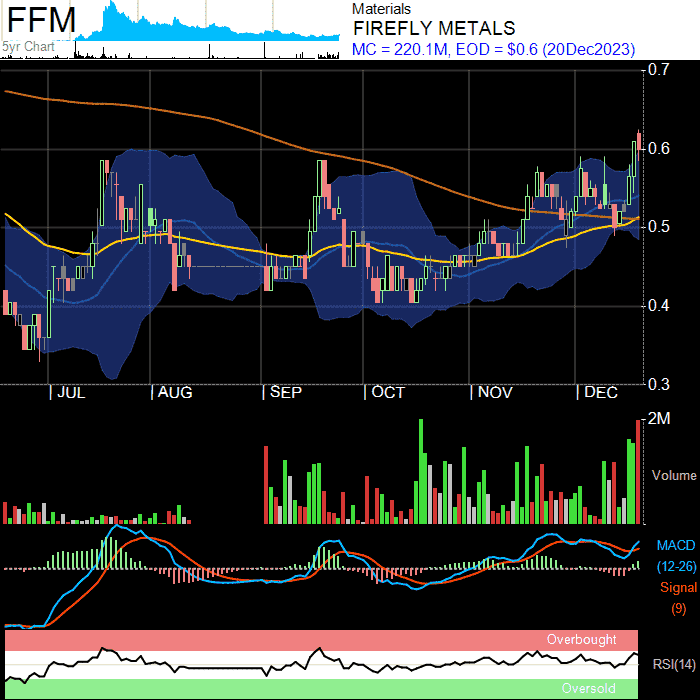 FFM
5yr Chart
Materials
FIREFLY METALS
MC = 220.1M, EOD = $0.6 (20Dec2023)
0.7
0.6
0.5
0.4
0.3
JUL AUG SEP OCT NOV DEC
2M
Volume
MACD
(12-26)
Signal
(9)
Overbought
RSI(14)
Oversold